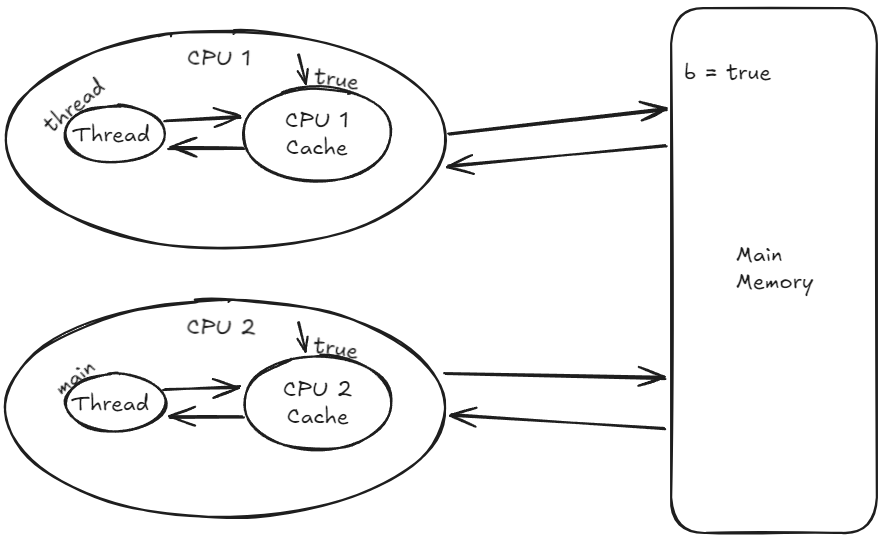 CPU 1
true
thread
Thread
CPU 1
Cache
b = true
Main
Memory
CPU 2
true
main
Thread
CPU 2
Cache